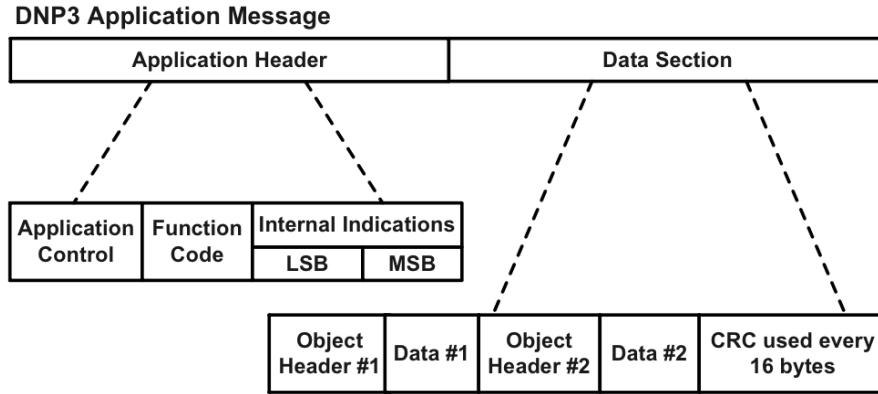 DNP3 Application Message
Application Header
Data Section
Application
Control
Function
Code
Internal Indications
LSB
MSB
Object
Header #1
Data #1
Object
Header #2
Data #2
CRC used every
16 bytes